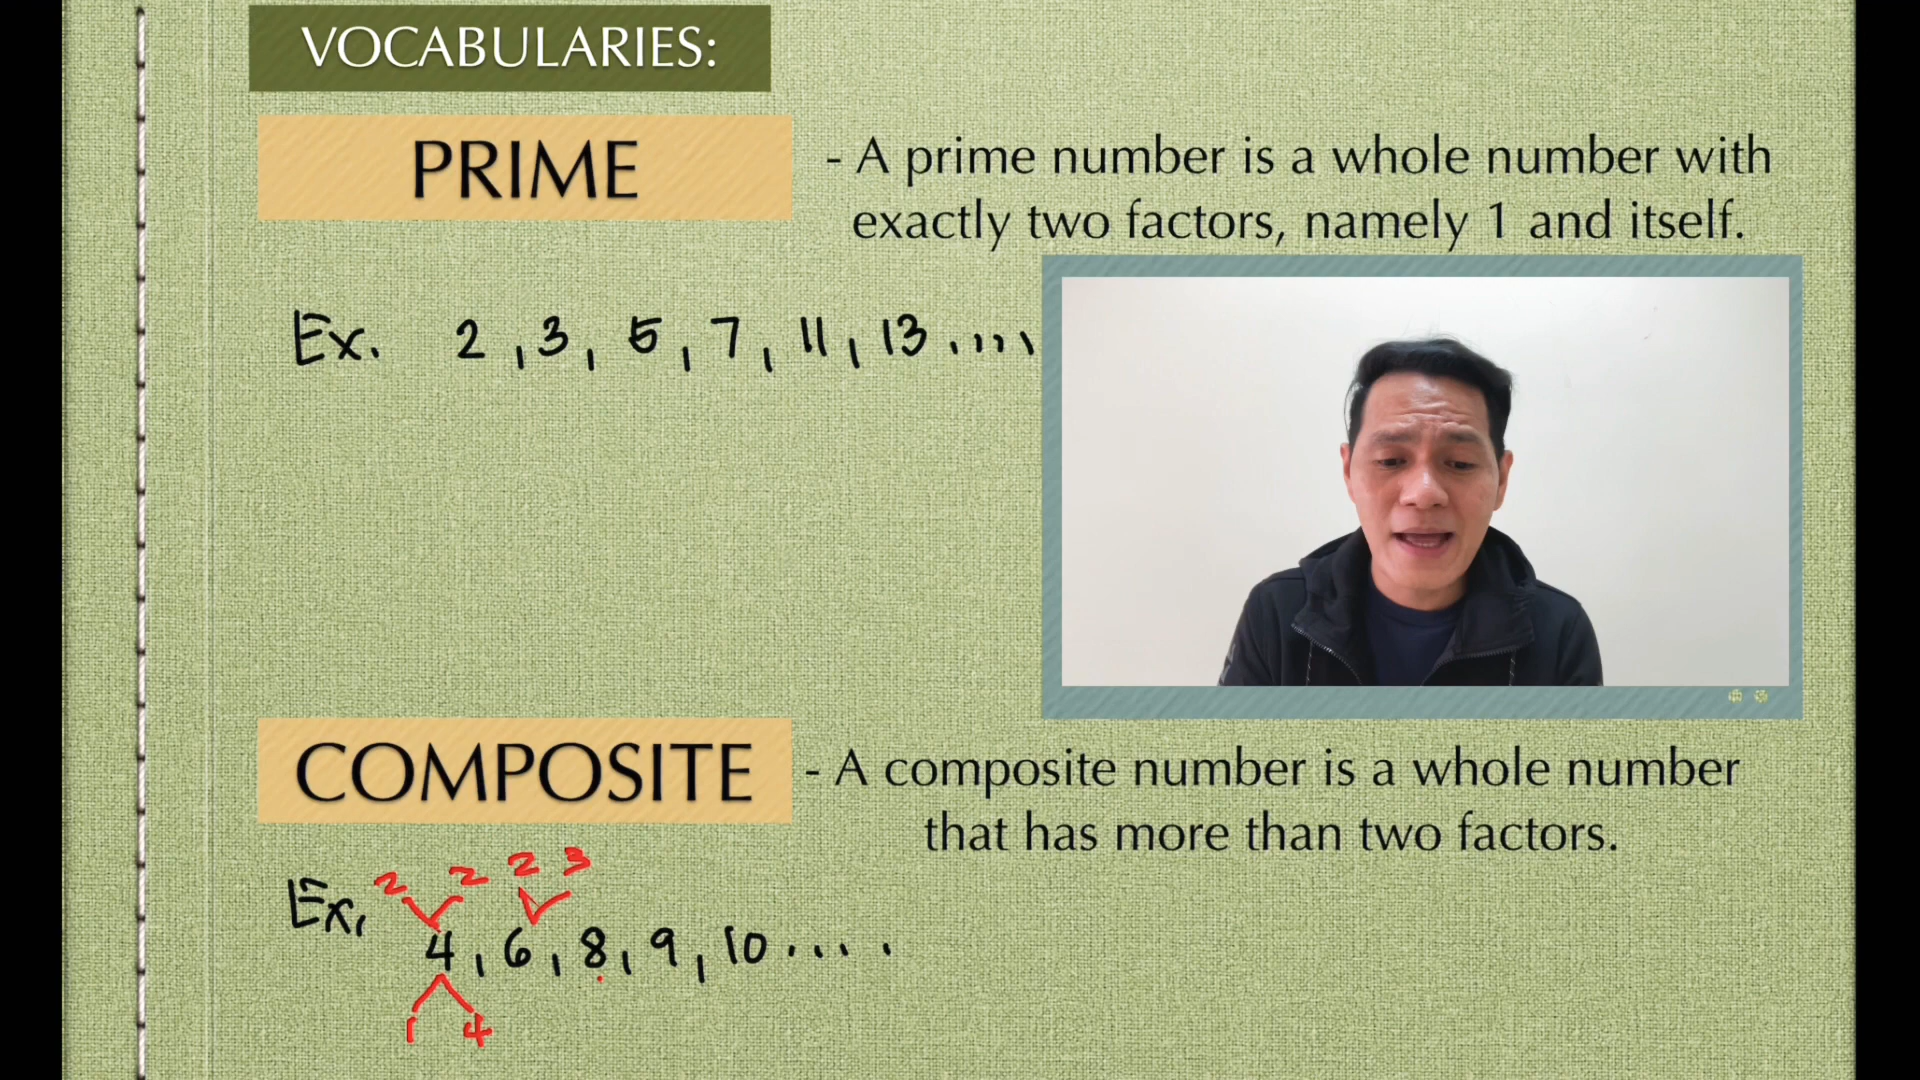 VOCABULARIES:
PRIME
- A prime number is a whole number with
exactly two factors, namely 1 and itself.
Ex. 2, 3, 5, 7, 11, 13....
COMPOSITE
- A composite number is a whole number
that has more than two factors.
2 2 2 3
Ex. 4, 6, 8, 9, 10....
1 4